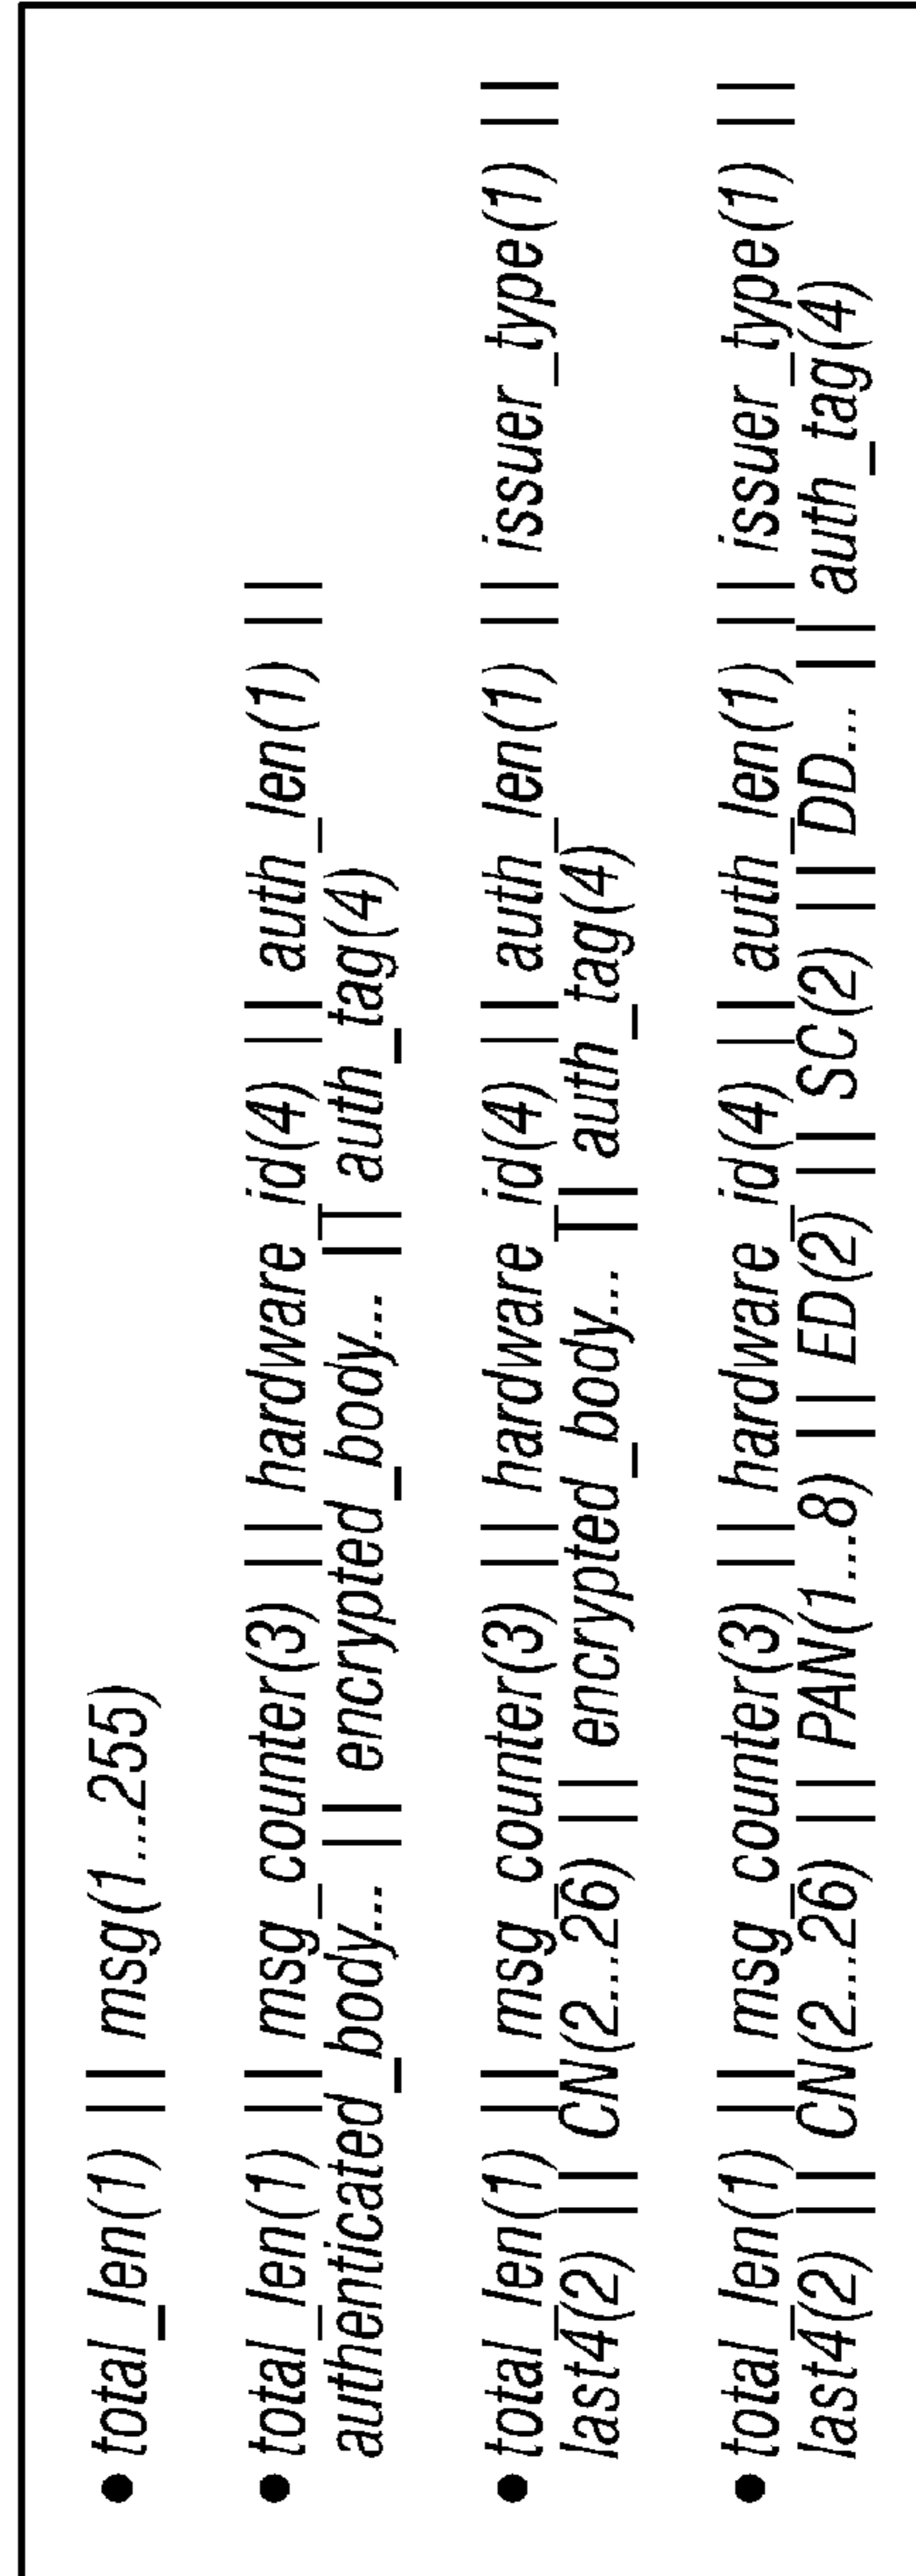 • total_len(1) || msg(1...255)
• total_len(1) || msg_counter(3) || hardware_id(4) || auth_len(1) ||
authenticated_body... || encrypted_body... || auth_tag(4)
• total_len(1) || msg_counter(3) || hardware_id(4) || auth_len(1) || issuer_type(1) ||
last4(2) || CN(2...26) || encrypted_body... || auth_tag(4)
• total_len(1) || msg_counter(3) || hardware_id(4) || auth_len(1) || issuer_type(1) ||
last4(2) || CN(2...26) || PAN(1...8) || ED(2) || SC(2) || DD... || auth_tag(4)